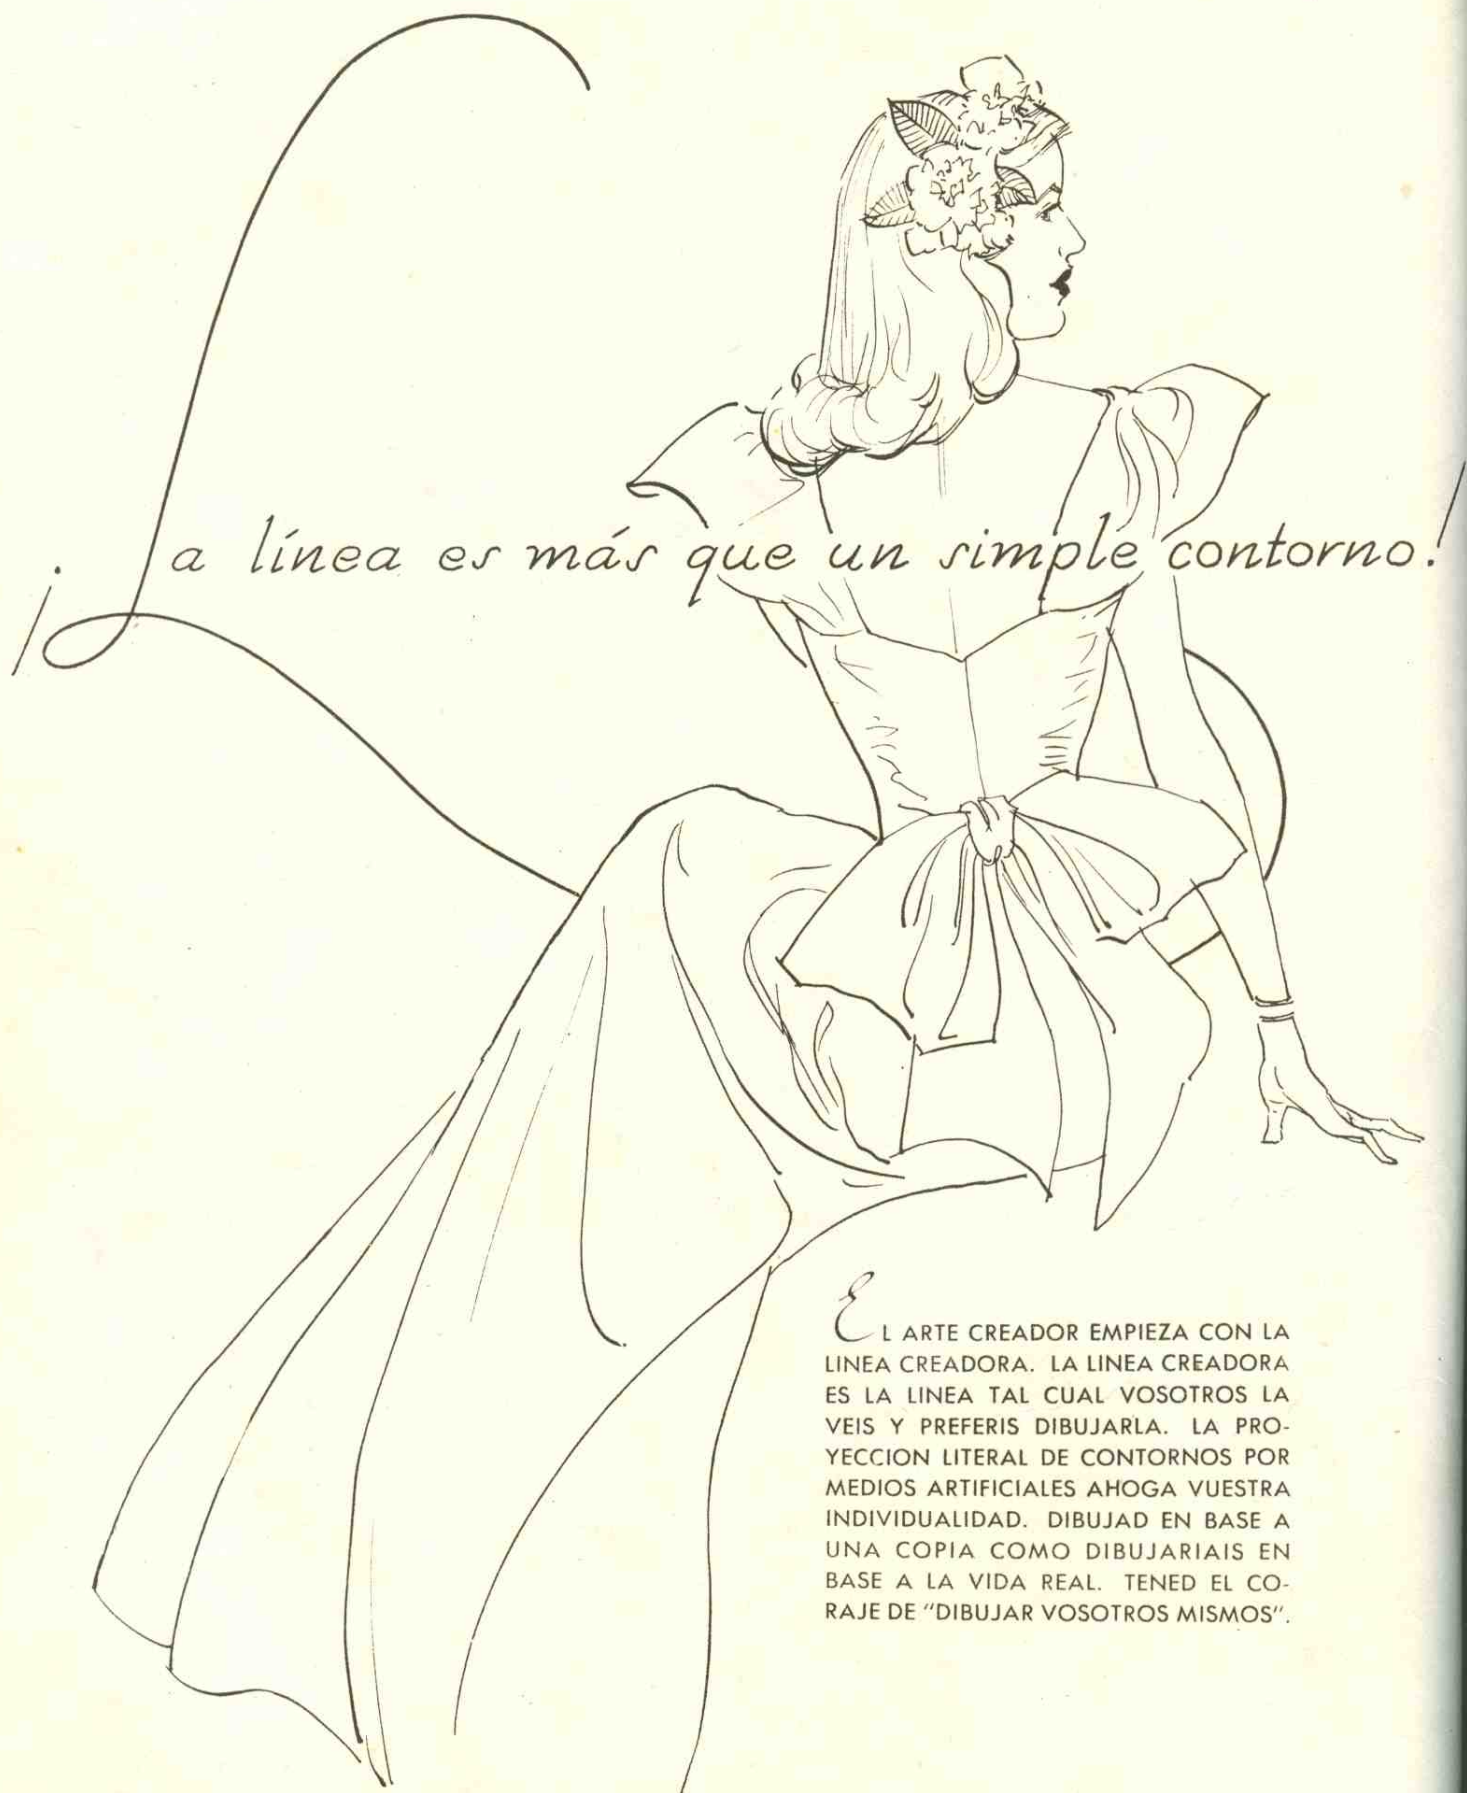 ¡La línea es más que un simple contorno!
EL ARTE CREADOR EMPIEZA CON LA
LINEA CREADORA. LA LINEA CREADORA
ES LA LINEA TAL CUAL VOSOTROS LA
VEIS Y PREFERIS DIBUJARLA. LA PRO-
YECCION LITERAL DE CONTORNOS POR
MEDIOS ARTIFICIALES AHOGA VUESTRA
INDIVIDUALIDAD. DIBUJAD EN BASE A
UNA COPIA COMO DIBUJARIAIS EN
BASE A LA VIDA REAL. TENED EL CO-
RAJE DE "DIBUJAR VOSOTROS MISMOS".